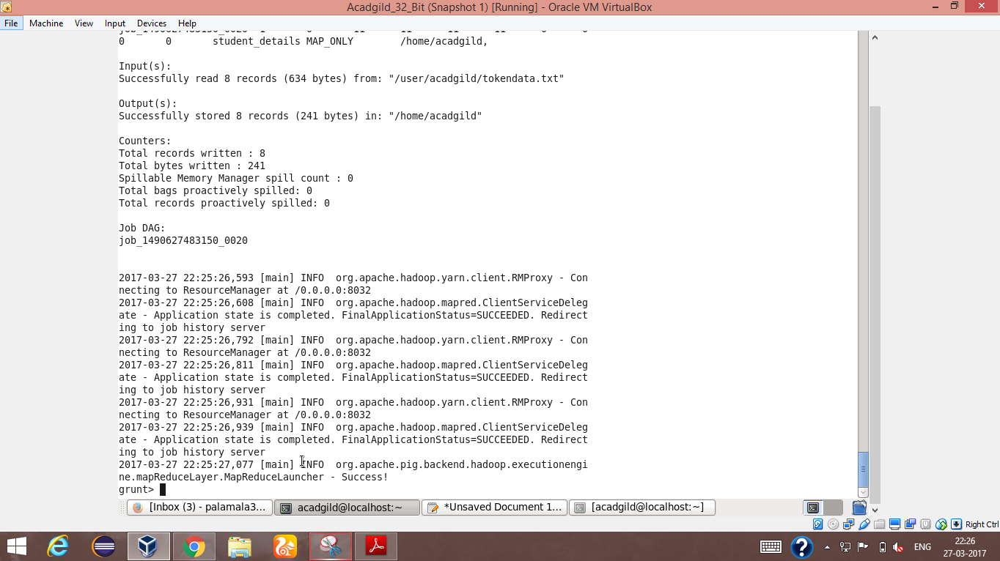 Acadgild_32_Bit (Snapshot 1) [Running] - Oracle VM VirtualBox
File Machine View Input Devices Help
0 0 student_details MAP_ONLY /home/acadgild,
Input(s):
Successfully read 8 records (634 bytes) from: "/user/acadgild/tokendata.txt"
Output(s):
Successfully stored 8 records (241 bytes) in: "/home/acadgild"
Counters:
Total records written : 8
Total bytes written : 241
Spillable Memory Manager spill count : 0
Total bags proactively spilled: 0
Total records proactively spilled: 0
Job DAG:
job_1490627483150_0020
2017-03-27 22:25:26,593 [main] INFO org.apache.hadoop.yarn.client.RMProxy - Con
necting to ResourceManager at /0.0.0.0:8032
2017-03-27 22:25:26,608 [main] INFO org.apache.hadoop.mapred.ClientServiceDeleg
ate - Application state is completed. FinalApplicationStatus=SUCCEEDED. Redirect
ing to job history server
2017-03-27 22:25:26,792 [main] INFO org.apache.hadoop.yarn.client.RMProxy - Con
necting to ResourceManager at /0.0.0.0:8032
2017-03-27 22:25:26,811 [main] INFO org.apache.hadoop.mapred.ClientServiceDeleg
ate - Application state is completed. FinalApplicationStatus=SUCCEEDED. Redirect
ing to job history server
2017-03-27 22:25:26,931 [main] INFO org.apache.hadoop.yarn.client.RMProxy - Con
necting to ResourceManager at /0.0.0.0:8032
2017-03-27 22:25:26,939 [main] INFO org.apache.hadoop.mapred.ClientServiceDeleg
ate - Application state is completed. FinalApplicationStatus=SUCCEEDED. Redirect
ing to job history server
2017-03-27 22:25:27,077 [main] INFO org.apache.pig.backend.hadoop.executionengi
ne.mapReduceLayer.MapReduceLauncher - Success!
grunt>
[Inbox (3) - palamala3... acadgild@localhost:~ *Unsaved Document 1... [acadgild@localhost:~]
Right Ctrl
ENG 22:26
27-03-2017